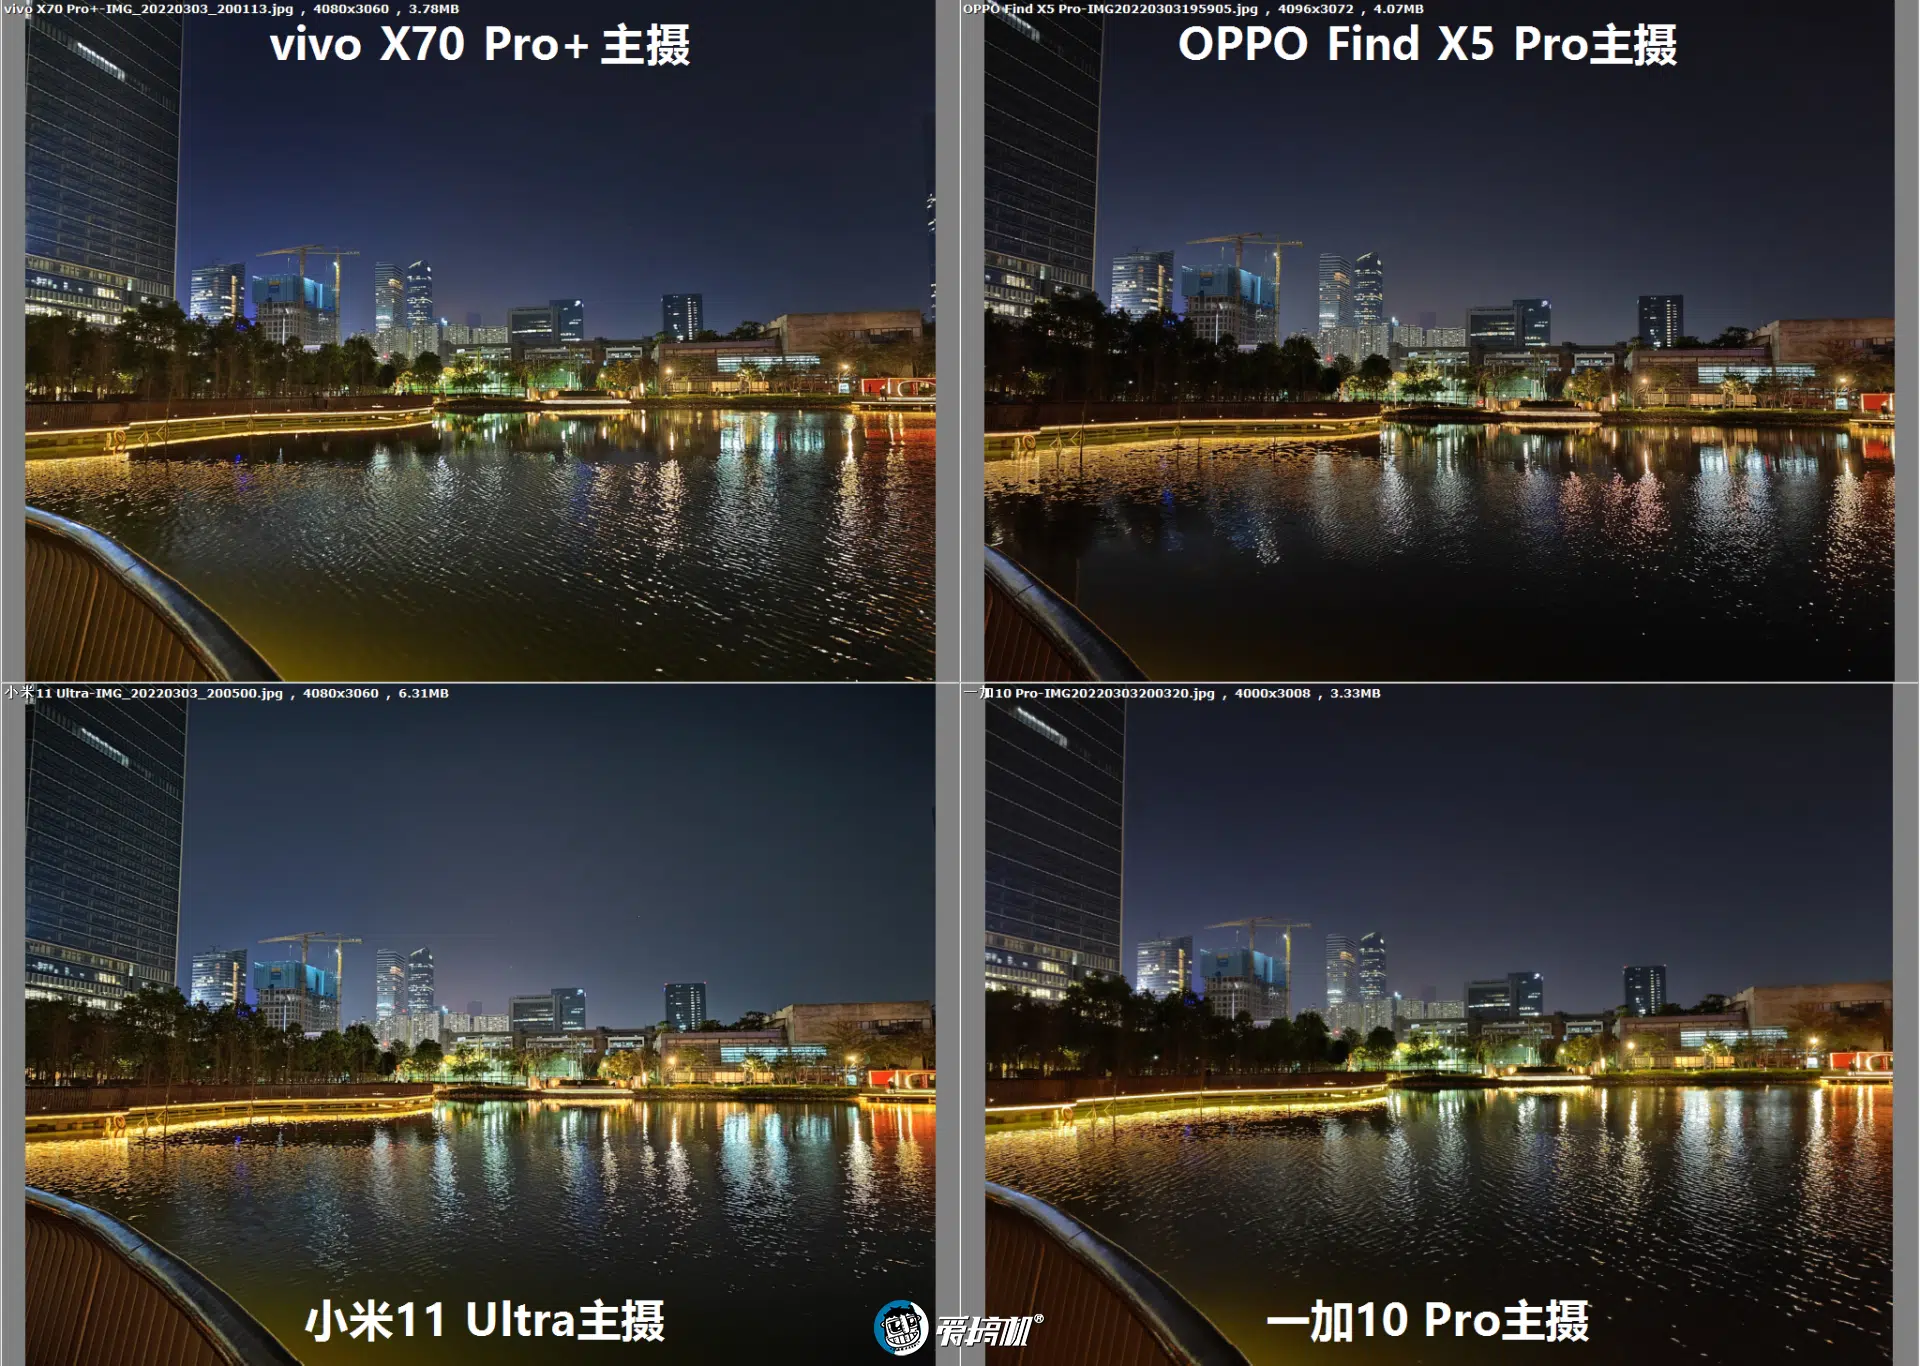 vivo X70 Pro+-IMG_20220303_200113.jpg , 4080x3060 , 3.78MB
vivo X70 Pro+主摄
OPPO Find X5 Pro-IMG20220303195905.jpg , 4096x3072 , 4.07MB
OPPO Find X5 Pro主摄
小米11 Ultra-IMG_20220303_200500.jpg , 4080x3060 , 6.31MB
小米11 Ultra主摄
一加10 Pro-IMG20220303200320.jpg , 4000x3008 , 3.33MB
一加10 Pro主摄
爱搞机®